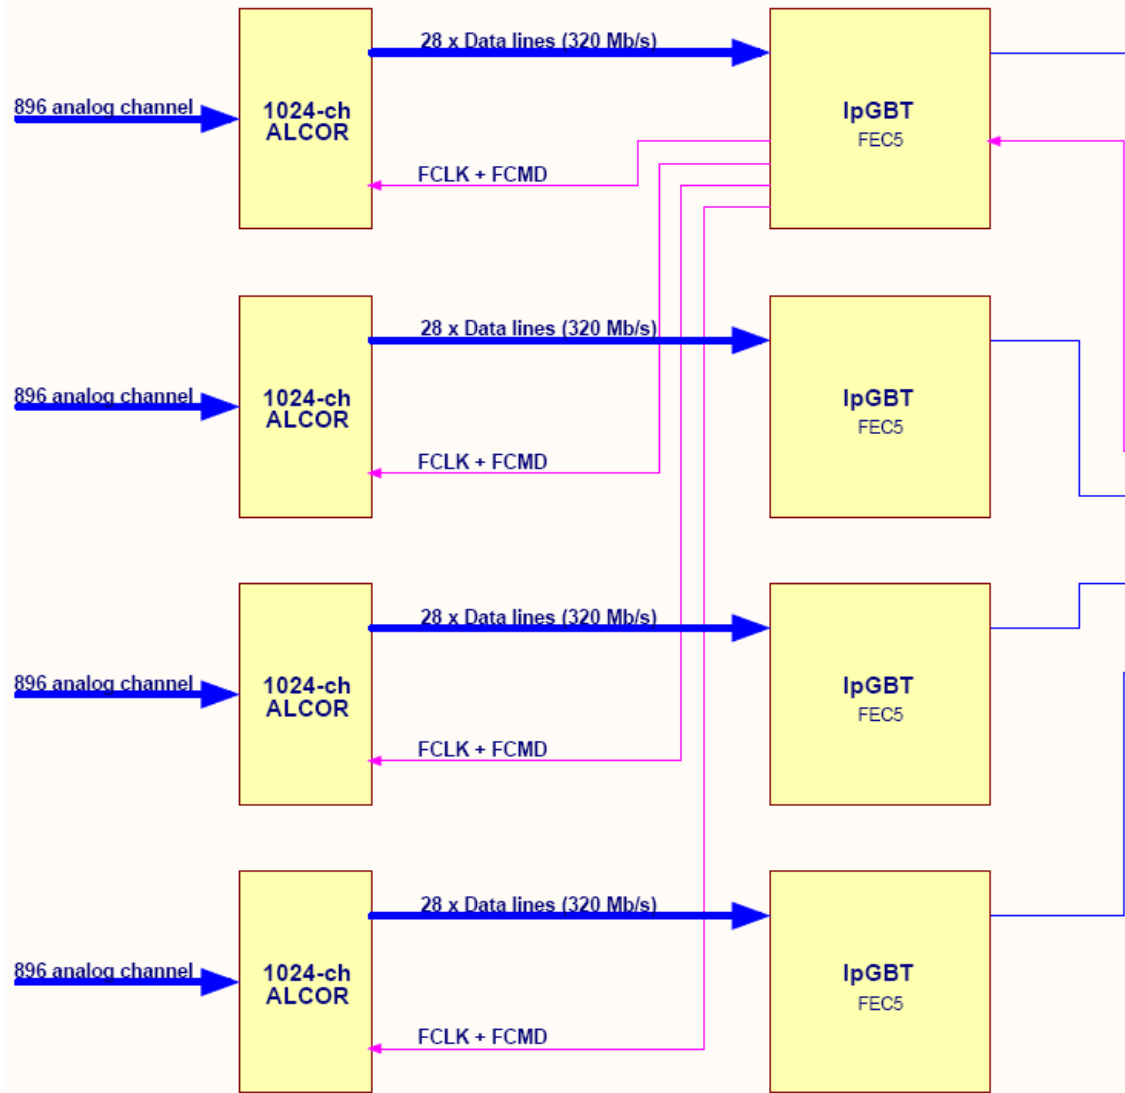 28 x Data lines (320 Mb/s)
896 analog channel
1024-ch
ALCOR
lpGBT
FEC5
FCLK + FCMD
28 x Data lines (320 Mb/s)
896 analog channel
1024-ch
ALCOR
lpGBT
FEC5
FCLK + FCMD
28 x Data lines (320 Mb/s)
896 analog channel
1024-ch
ALCOR
lpGBT
FEC5
FCLK + FCMD
28 x Data lines (320 Mb/s)
896 analog channel
1024-ch
ALCOR
lpGBT
FEC5
FCLK + FCMD